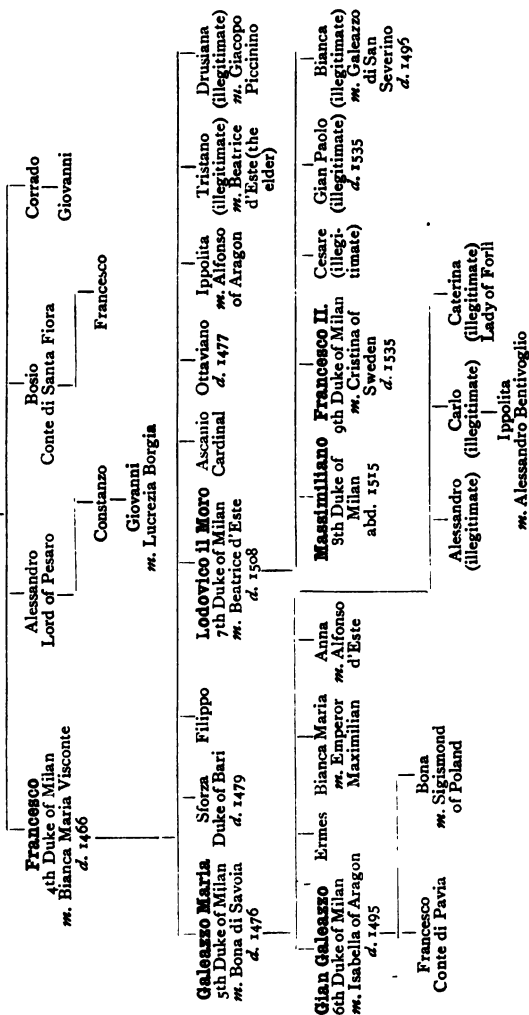 Francesco
4th Duke of Milan
m. Bianca Maria Visconte
d. 1466
Alessandro
Lord of Pesaro
Bosio
Conte di Santa Fiora
Corrado
Giovanni
Constanzo
Francesco
Giovanni
m. Lucrezia Borgia
Galeazzo Maria
5th Duke of Milan
m. Bona di Savoia
d. 1476
Sforza
Duke of Bari
d. 1479
Filippo
Lodovico il Moro
7th Duke of Milan
m. Beatrice d'Este
d. 1508
Ascanio
Cardinal
Ottaviano
d. 1477
Ippolita
m. Alfonso
of Aragon
Tristano
(illegitimate)
m. Beatrice
d'Este (the
elder)
Drusiana
(illegitimate)
m. Giacopo
Piccinino
Gian Galeazzo
6th Duke of Milan
m. Isabella of Aragon
d. 1495
Ermes
Bianca Maria
m. Emperor
Maximilian
Anna
m. Alfonso
d'Este
Massimiliano
8th Duke of
Milan
abd. 1515
Francesco II.
9th Duke of Milan
m. Cristina of
Sweden
d. 1535
Cesare
(illegi-
timate)
Gian Paolo
(illegitimate)
d. 1535
Bianca
(illegitimate)
m. Galeazzo
di San
Severino
d. 1496
Francesco
Conte di Pavia
Bona
m. Sigismond
of Poland
Alessandro
(illegitimate)
Carlo
(illegitimate)
Caterina
(illegitimate)
Lady of Forlì
Ippolita
m. Alessandro Bentivoglio